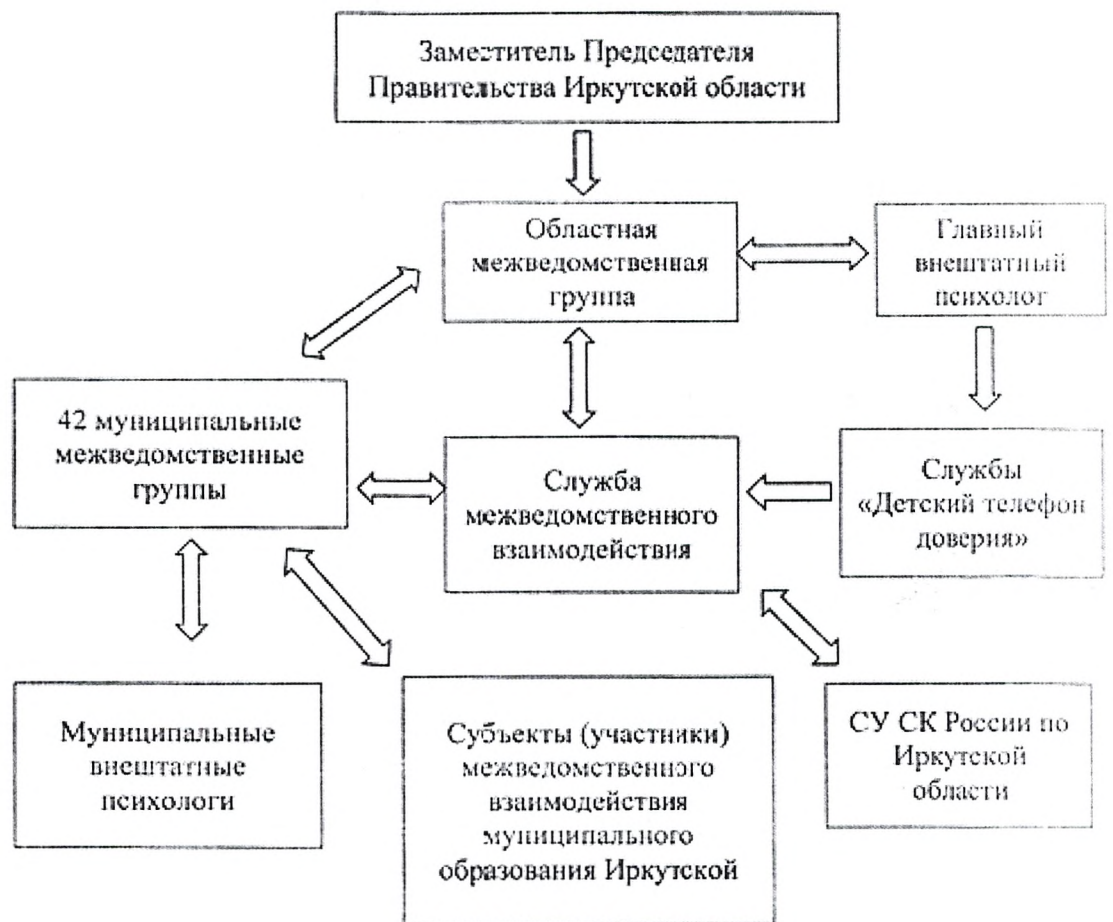 Заместитель Председателя
Правительства Иркутской области
Областная
межведомственная
группа
Главный
внештатный
психолог
42 муниципальные
межведомственные
группы
Служба
межведомственного
взаимодействия
Службы
«Детский телефон
доверия»
Муниципальные
внештатные
психологи
Субъекты (участники)
межведомственного
взаимодействия
муниципального
образования Иркутской
СУ СК России по
Иркутской
области